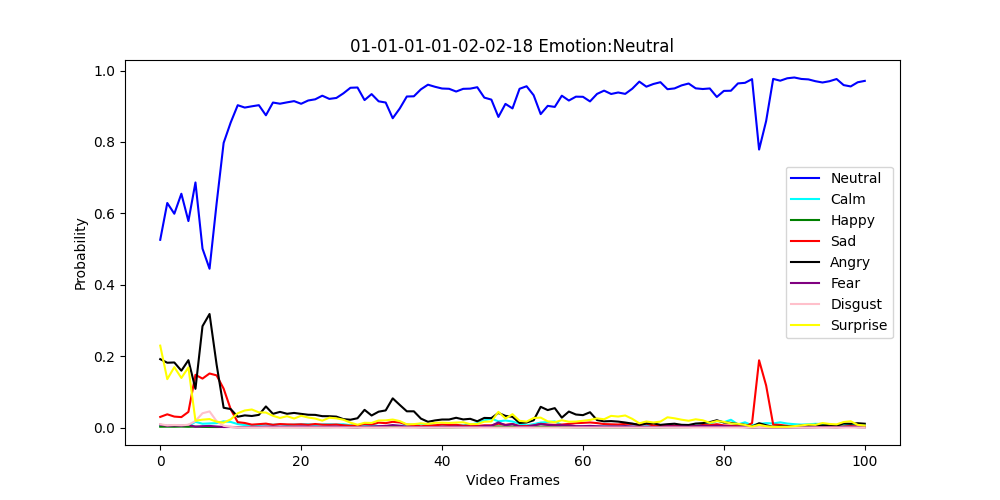 01-01-01-01-02-02-18 Emotion:Neutral
Probability
1.0
0.8
0.6
0.4
0.2
0.0
Neutral
Calm
Happy
Sad
Angry
Fear
Disgust
Surprise
0 20 40 60 80 100
Video Frames